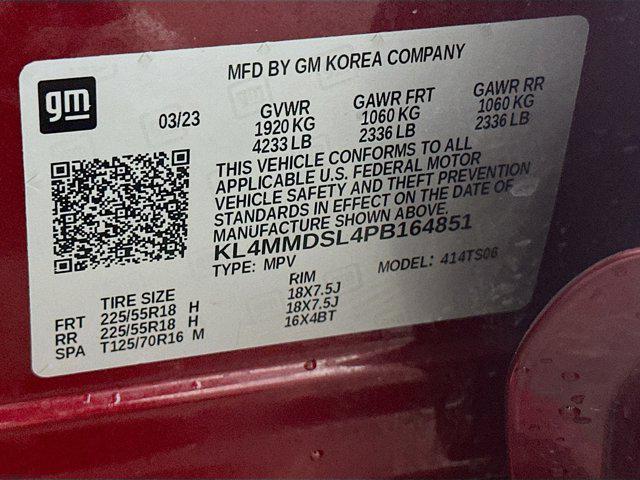 MFD BY GM KOREA COMPANY
gm
03/23
GVWR GAWR FRT GAWR RR
1920 KG 1060 KG 1060 KG
4233 LB 2336 LB 2336 LB
THIS VEHICLE CONFORMS TO ALL
APPLICABLE U.S. FEDERAL MOTOR
VEHICLE SAFETY AND THEFT PREVENTION
STANDARDS IN EFFECT ON THE DATE OF
MANUFACTURE SHOWN ABOVE.
KL4MMDSL4PB164851
TYPE: MPV MODEL: 414TS06
TIRE SIZE RIM
FRT 225/55R18 H 18X7.5J
RR 225/55R18 H 18X7.5J
SPA T125/70R16 M 16X4BT